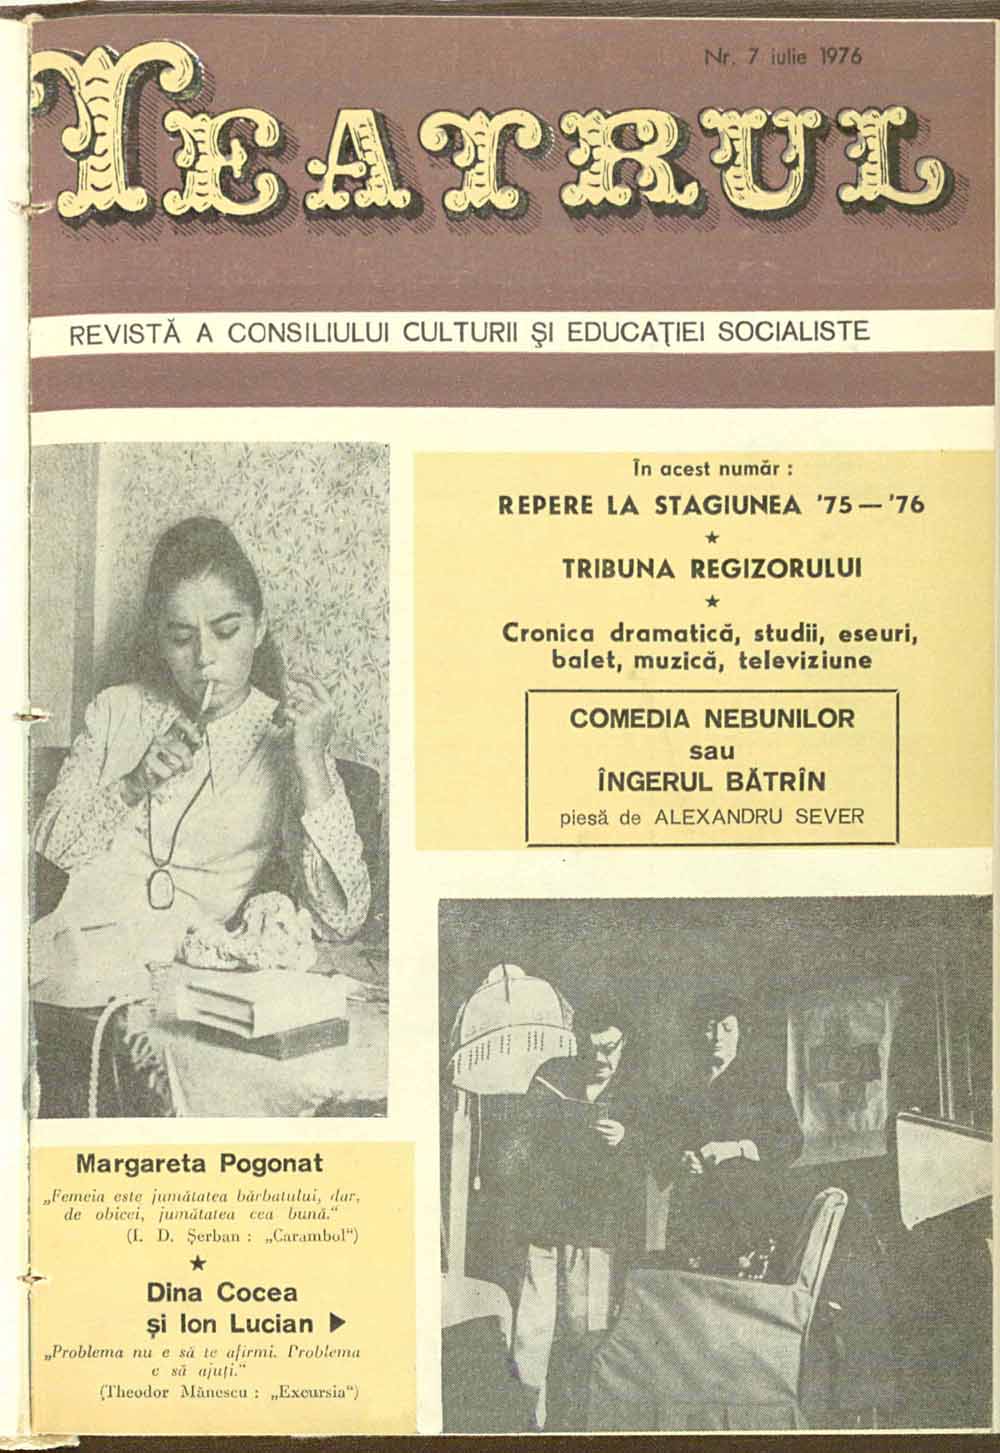 Nr. 7 iulie 1976
TEATRUL
REVISTĂ A CONSILIULUI CULTURII ŞI EDUCAŢIEI SOCIALISTE
În acest număr :
REPERE LA STAGIUNEA '75 — '76
★
TRIBUNA REGIZORULUI
★
Cronica dramatică, studii, eseuri,
balet, muzică, televiziune
COMEDIA NEBUNILOR
sau
ÎNGERUL BĂTRÎN
piesă de ALEXANDRU SEVER
Margareta Pogonat
„Femeia este jumătatea bărbatului, dar,
de obicei, jumătatea cea bună.“
(I. D. Şerban : „Carambol“)
★
Dina Cocea
şi Ion Lucian ▶
„Problema nu e să te afirmi. Problema
e să ajuţi.“
(Theodor Mănescu : „Excursia“)